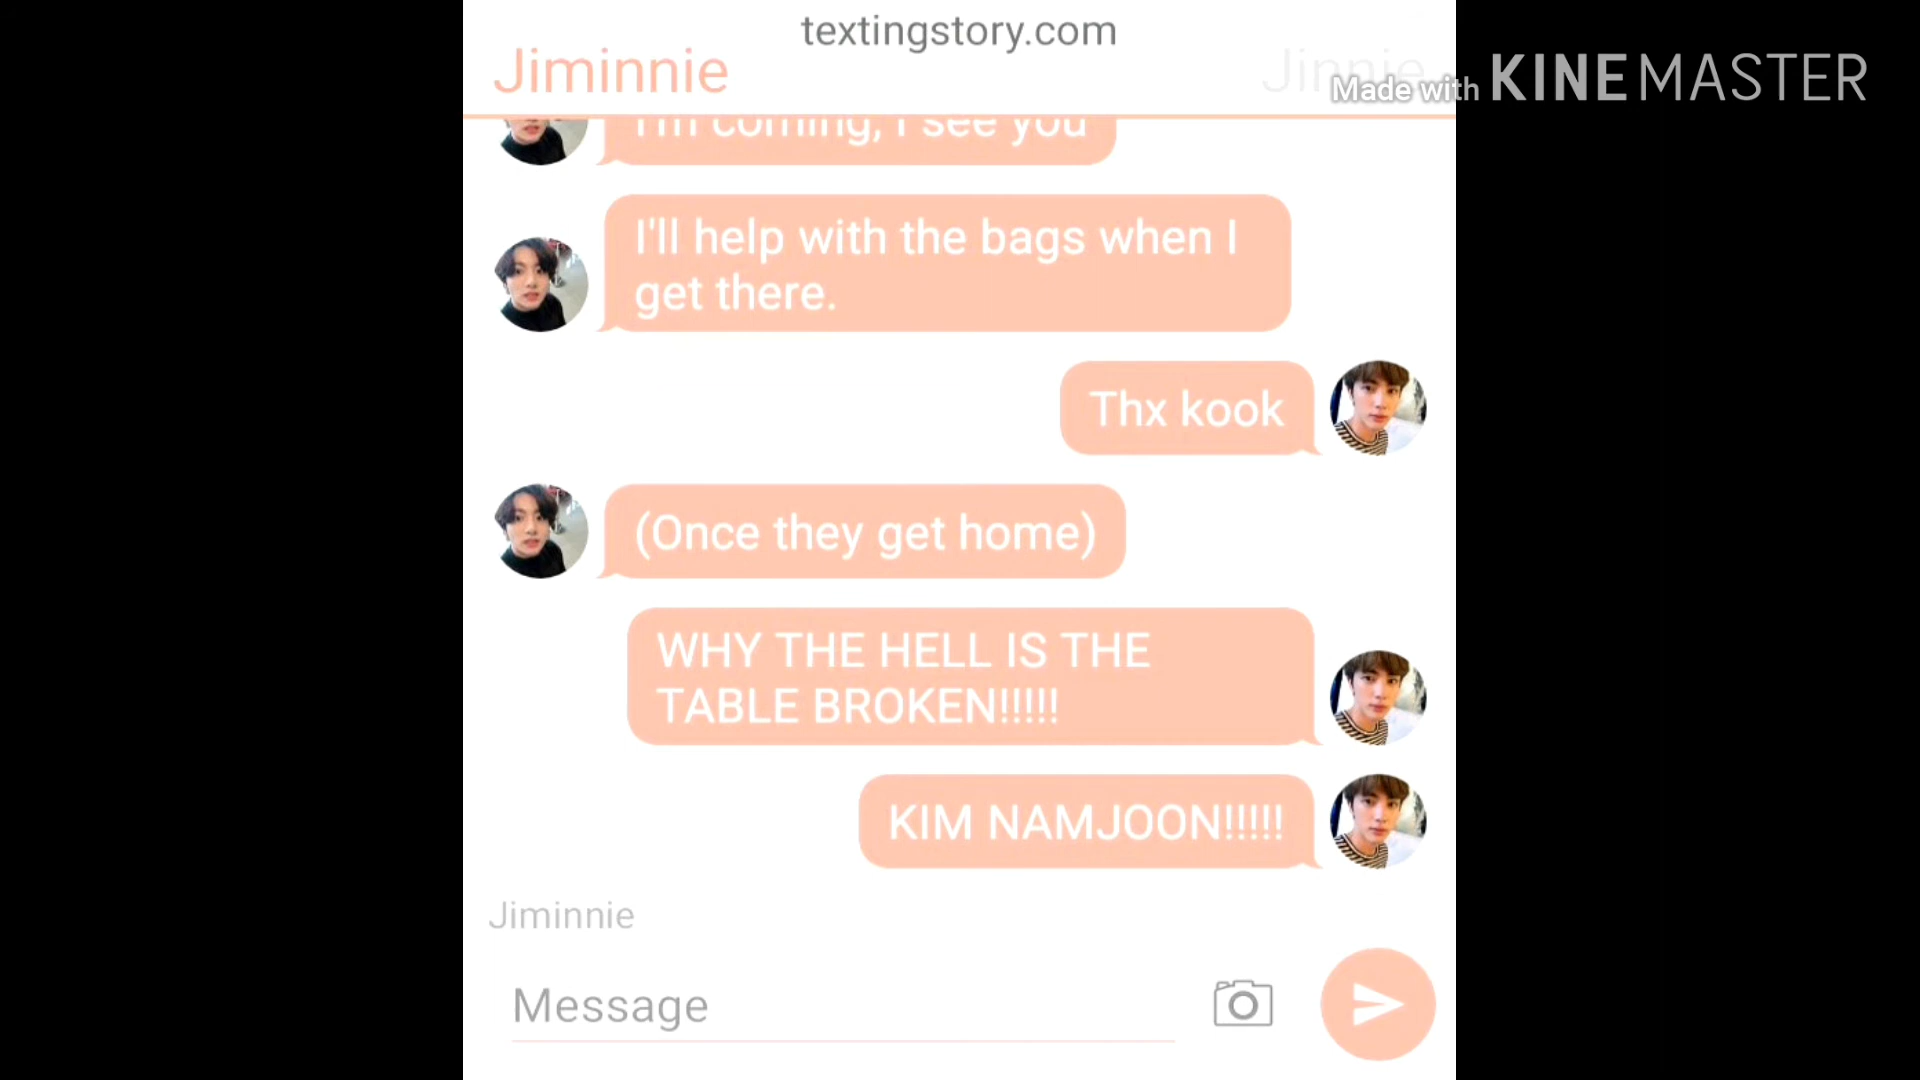 textingstory.com
Jiminnie
Jinnie
Made with KINEMASTER
I'm coming, I see you
I'll help with the bags when I
get there.
Thx kook
(Once they get home)
WHY THE HELL IS THE
TABLE BROKEN!!!!!
KIM NAMJOON!!!!!
Jiminnie
Message